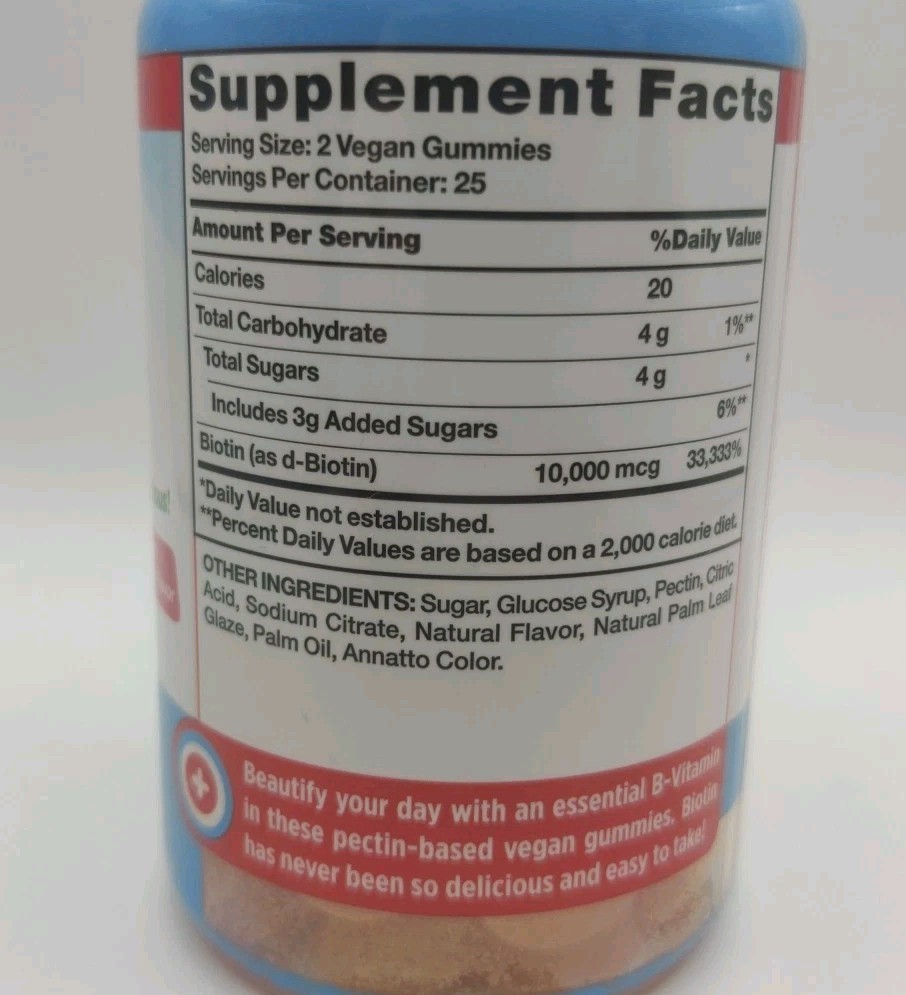 Supplement Facts
Serving Size: 2 Vegan Gummies
Servings Per Container: 25
Amount Per Serving %Daily Value
Calories 20
Total Carbohydrate 4 g 1%**
Total Sugars 4 g *
Includes 3g Added Sugars 6%**
Biotin (as d-Biotin) 10,000 mcg 33,333%
*Daily Value not established.
**Percent Daily Values are based on a 2,000 calorie diet.
OTHER INGREDIENTS: Sugar, Glucose Syrup, Pectin, Citric
Acid, Sodium Citrate, Natural Flavor, Natural Palm Leaf
Glaze, Palm Oil, Annatto Color.
Beautify your day with an essential B-Vitamin
in these pectin-based vegan gummies. Biotin
has never been so delicious and easy to take!